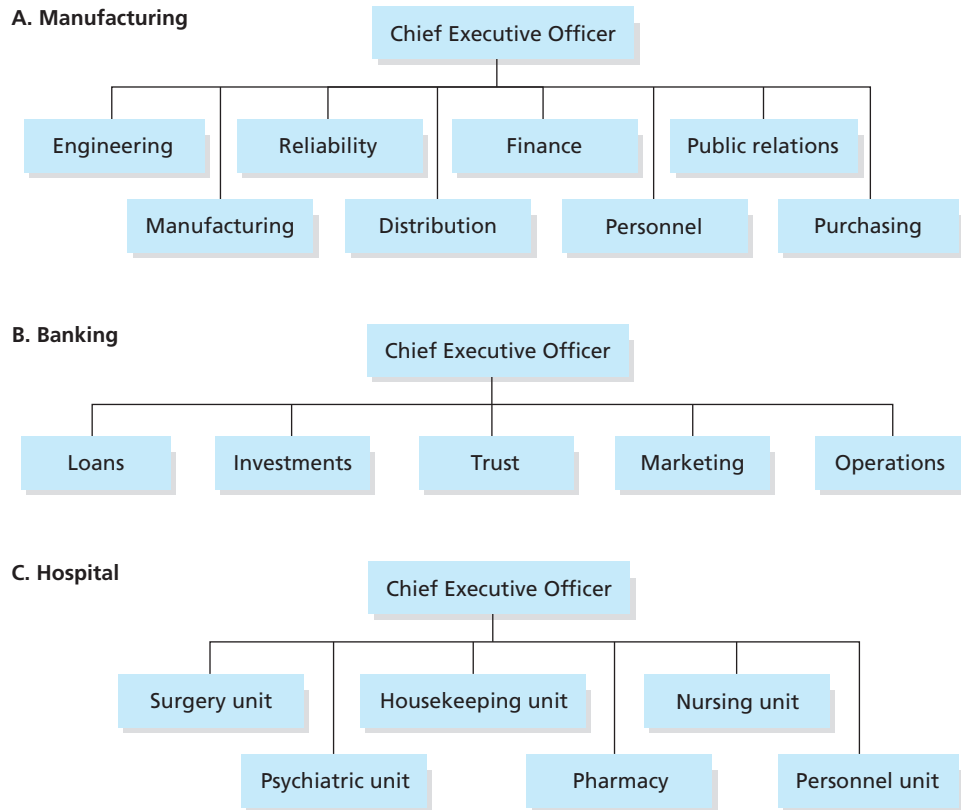 A. Manufacturing
Chief Executive Officer
Engineering
Reliability
Finance
Public relations
Manufacturing
Distribution
Personnel
Purchasing
B. Banking
Chief Executive Officer
Loans
Investments
Trust
Marketing
Operations
C. Hospital
Chief Executive Officer
Surgery unit
Housekeeping unit
Nursing unit
Psychiatric unit
Pharmacy
Personnel unit